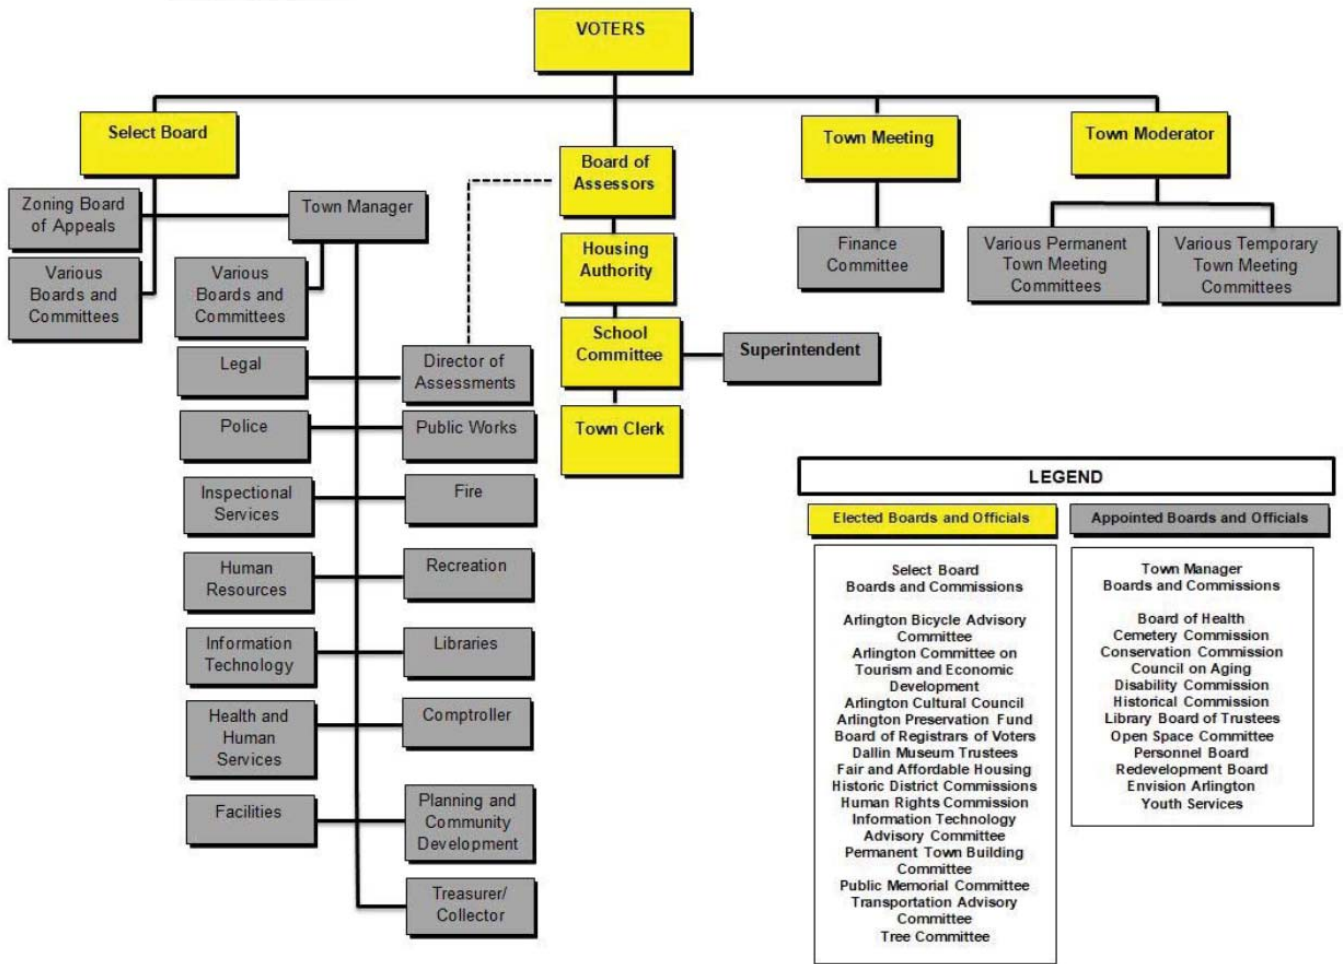 VOTERS
Select Board
Board of
Assessors
Town Meeting
Town Moderator
Zoning Board
of Appeals
Town Manager
Various
Boards and
Committees
Various
Boards and
Committees
Housing
Authority
Finance
Committee
Various Permanent
Town Meeting
Committees
Various Temporary
Town Meeting
Committees
School
Committee
Superintendent
Town Clerk
Legal
Director of
Assessments
Police
Public Works
Inspectional
Services
Fire
Human
Resources
Recreation
Information
Technology
Libraries
Health and
Human
Services
Comptroller
Facilities
Planning and
Community
Development
Treasurer/
Collector
LEGEND
Elected Boards and Officials
Select Board
Boards and Commissions
Arlington Bicycle Advisory
Committee
Arlington Committee on
Tourism and Economic
Development
Arlington Cultural Council
Arlington Preservation Fund
Board of Registrars of Voters
Dallin Museum Trustees
Fair and Affordable Housing
Historic District Commissions
Human Rights Commission
Information Technology
Advisory Committee
Permanent Town Building
Committee
Public Memorial Committee
Transportation Advisory
Committee
Tree Committee
Appointed Boards and Officials
Town Manager
Boards and Commissions
Board of Health
Cemetery Commission
Conservation Commission
Council on Aging
Disability Commission
Historical Commission
Library Board of Trustees
Open Space Committee
Personnel Board
Redevelopment Board
Envision Arlington
Youth Services